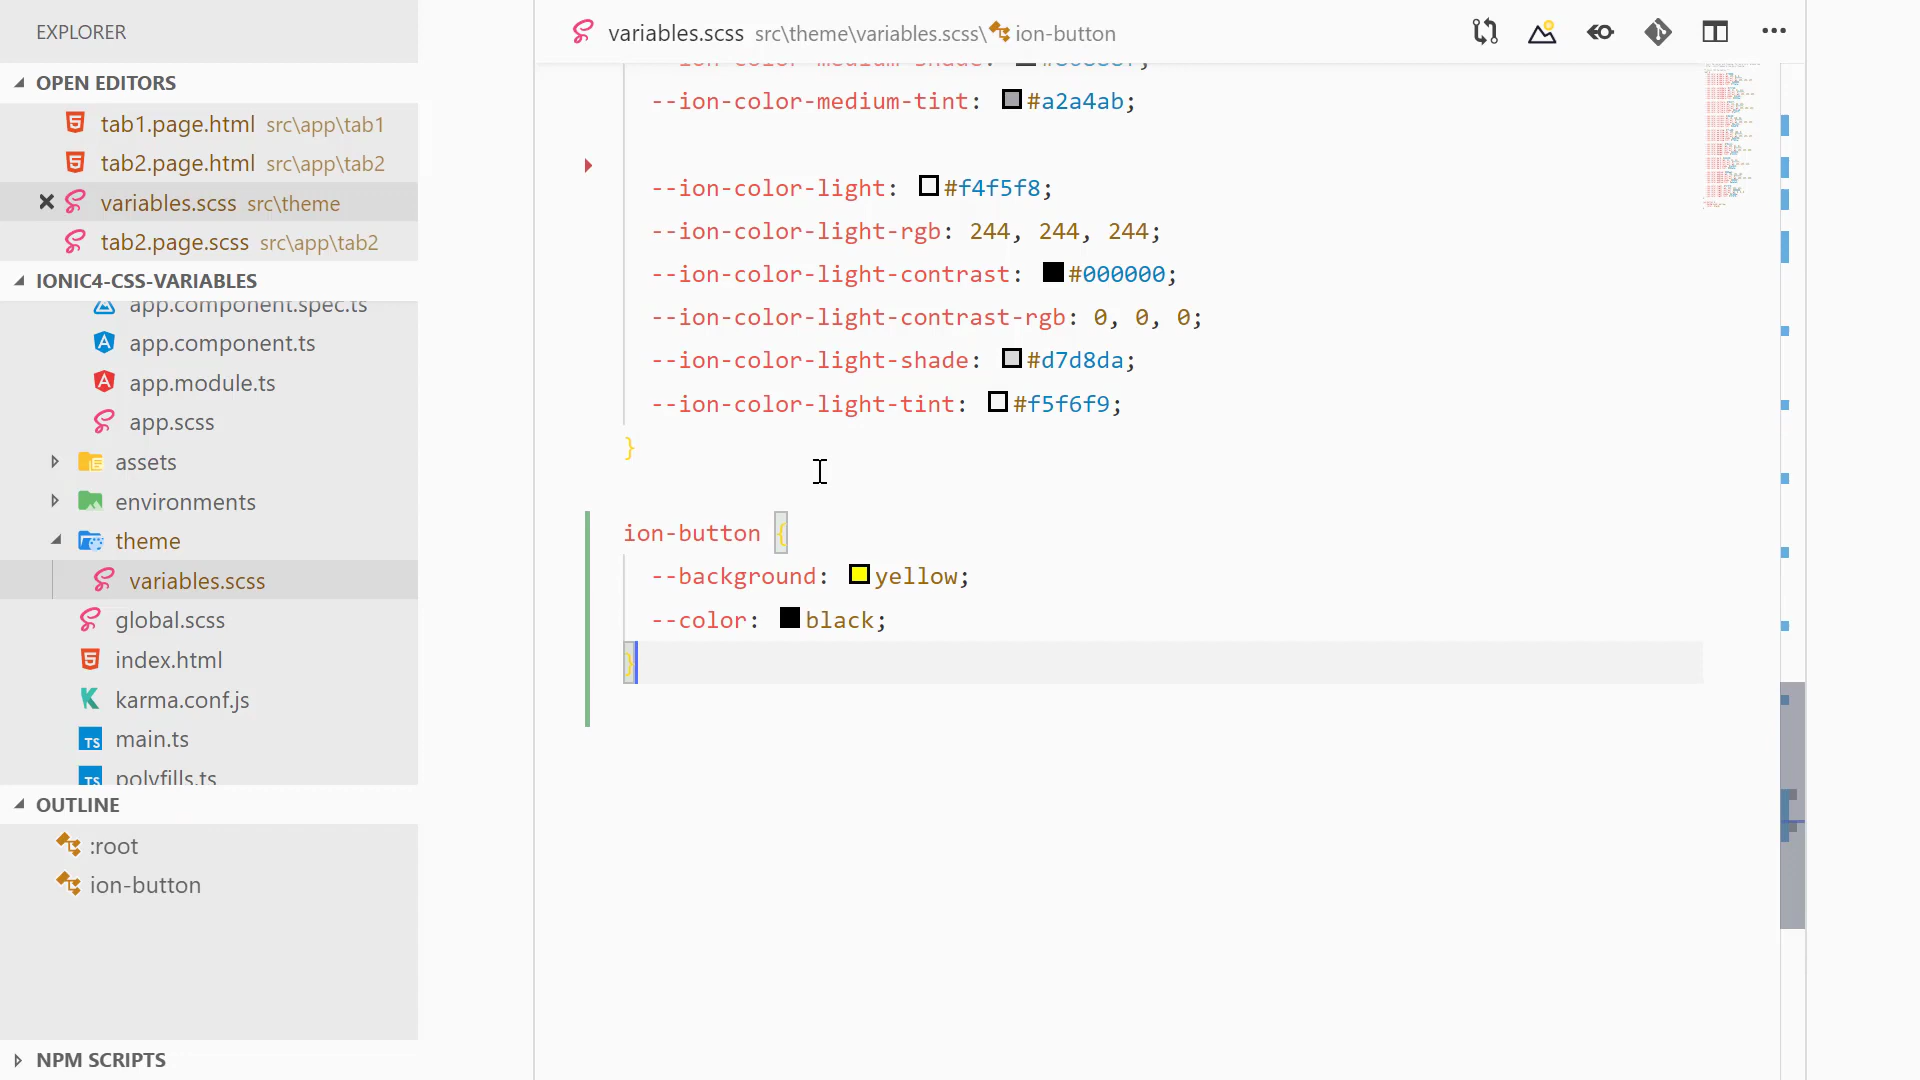 EXPLORER
OPEN EDITORS
tab1.page.html src\app\tab1
tab2.page.html src\app\tab2
variables.scss src\theme
tab2.page.scss src\app\tab2
IONIC4-CSS-VARIABLES
app.component.spec.ts
app.component.ts
app.module.ts
app.scss
assets
environments
theme
variables.scss
global.scss
index.html
karma.conf.js
main.ts
polyfills.ts
OUTLINE
:root
ion-button
NPM SCRIPTS
variables.scss src\theme\variables.scss\ ion-button
--ion-color-medium-tint: #a2a4ab;
--ion-color-light: #f4f5f8;
--ion-color-light-rgb: 244, 244, 244;
--ion-color-light-contrast: #000000;
--ion-color-light-contrast-rgb: 0, 0, 0;
--ion-color-light-shade: #d7d8da;
--ion-color-light-tint: #f5f6f9;
}
ion-button {
--background: yellow;
--color: black;
}